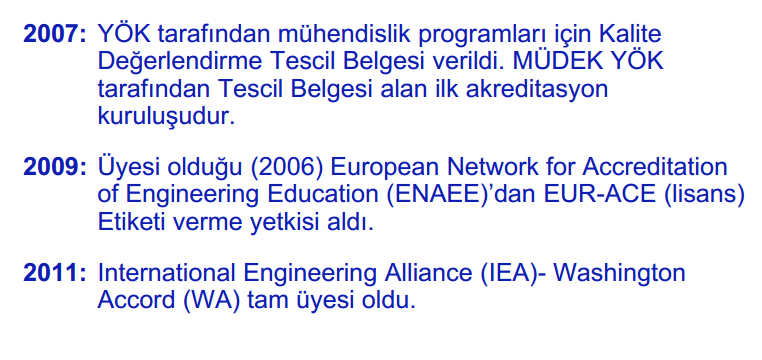 2007: YÖK tarafından mühendislik programları için Kalite
Değerlendirme Tescil Belgesi verildi. MÜDEK YÖK
tarafından Tescil Belgesi alan ilk akreditasyon
kuruluşudur.
2009: Üyesi olduğu (2006) European Network for Accreditation
of Engineering Education (ENAEE)’dan EUR-ACE (lisans)
Etiketi verme yetkisi aldı.
2011: International Engineering Alliance (IEA)- Washington
Accord (WA) tam üyesi oldu.